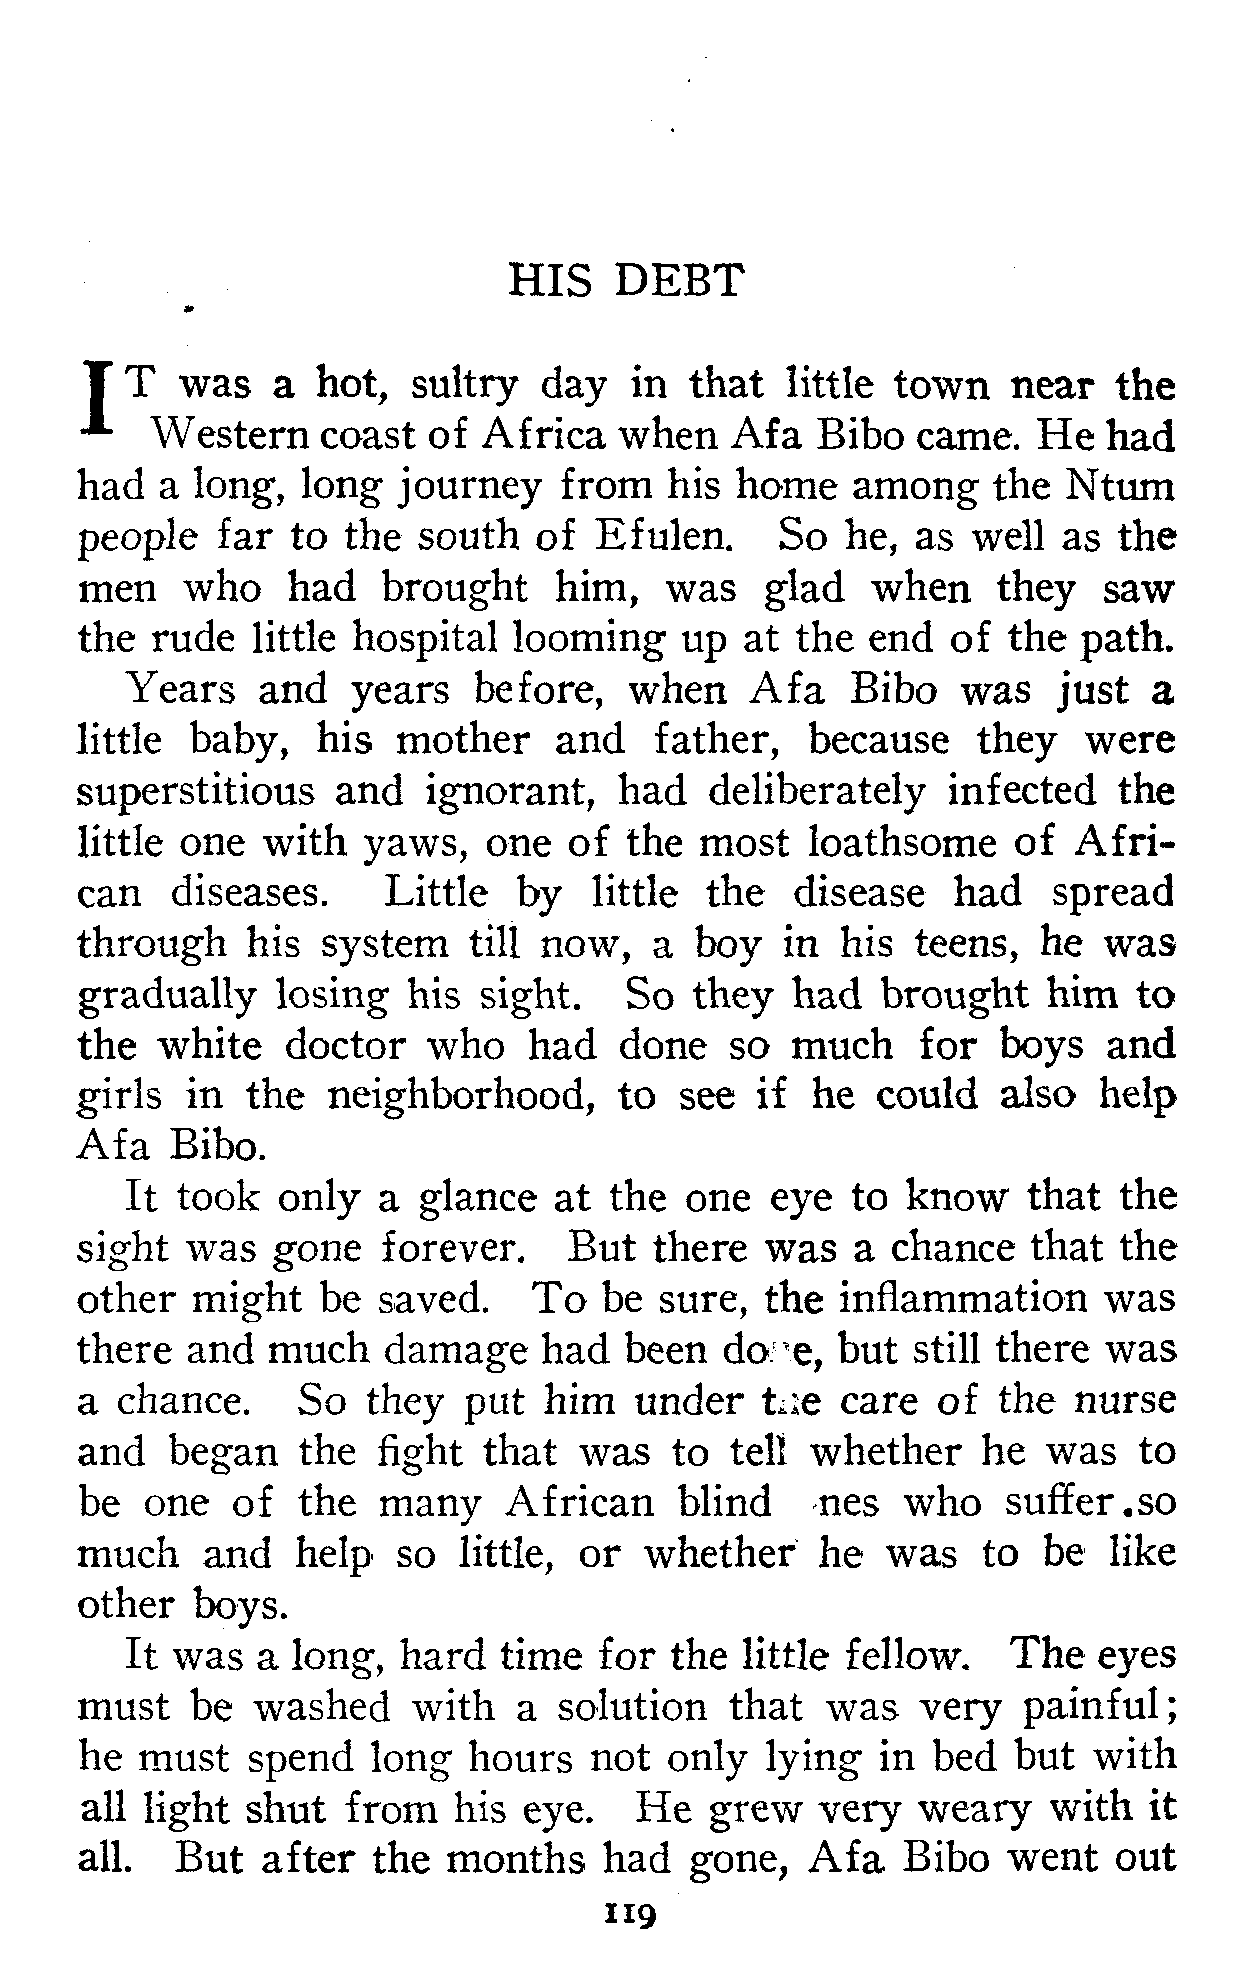 HIS DEBT
IT was a hot, sultry day in that little town near the
Western coast of Africa when Afa Bibo came. He had
had a long, long journey from his home among the Ntum
people far to the south of Efulen. So he, as well as the
men who had brought him, was glad when they saw
the rude little hospital looming up at the end of the path.
Years and years before, when Afa Bibo was just a
little baby, his mother and father, because they were
superstitious and ignorant, had deliberately infected the
little one with yaws, one of the most loathsome of Afri-
can diseases. Little by little the disease had spread
through his system till now, a boy in his teens, he was
gradually losing his sight. So they had brought him to
the white doctor who had done so much for boys and
girls in the neighborhood, to see if he could also help
Afa Bibo.
It took only a glance at the one eye to know that the
sight was gone forever. But there was a chance that the
other might be saved. To be sure, the inflammation was
there and much damage had been done, but still there was
a chance. So they put him under the care of the nurse
and began the fight that was to tell whether he was to
be one of the many African blind ones who suffer so
much and help so little, or whether he was to be like
other boys.
It was a long, hard time for the little fellow. The eyes
must be washed with a solution that was very painful;
he must spend long hours not only lying in bed but with
all light shut from his eye. He grew very weary with it
all. But after the months had gone, Afa Bibo went out
119